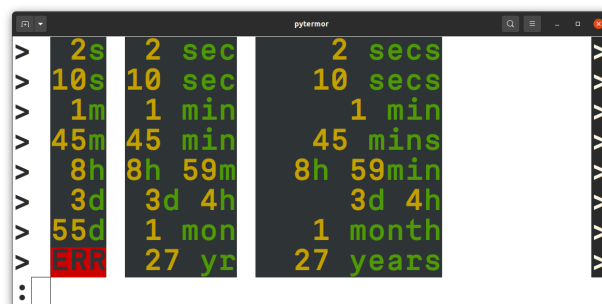 pytermor
> 2s 2 sec 2 secs >
> 10s 10 sec 10 secs >
> 1m 1 min 1 min >
> 45m 45 min 45 mins >
> 8h 8h 59m 8h 59min >
> 3d 3d 4h 3d 4h >
> 55d 1 mon 1 month >
> ERR 27 yr 27 years >
: